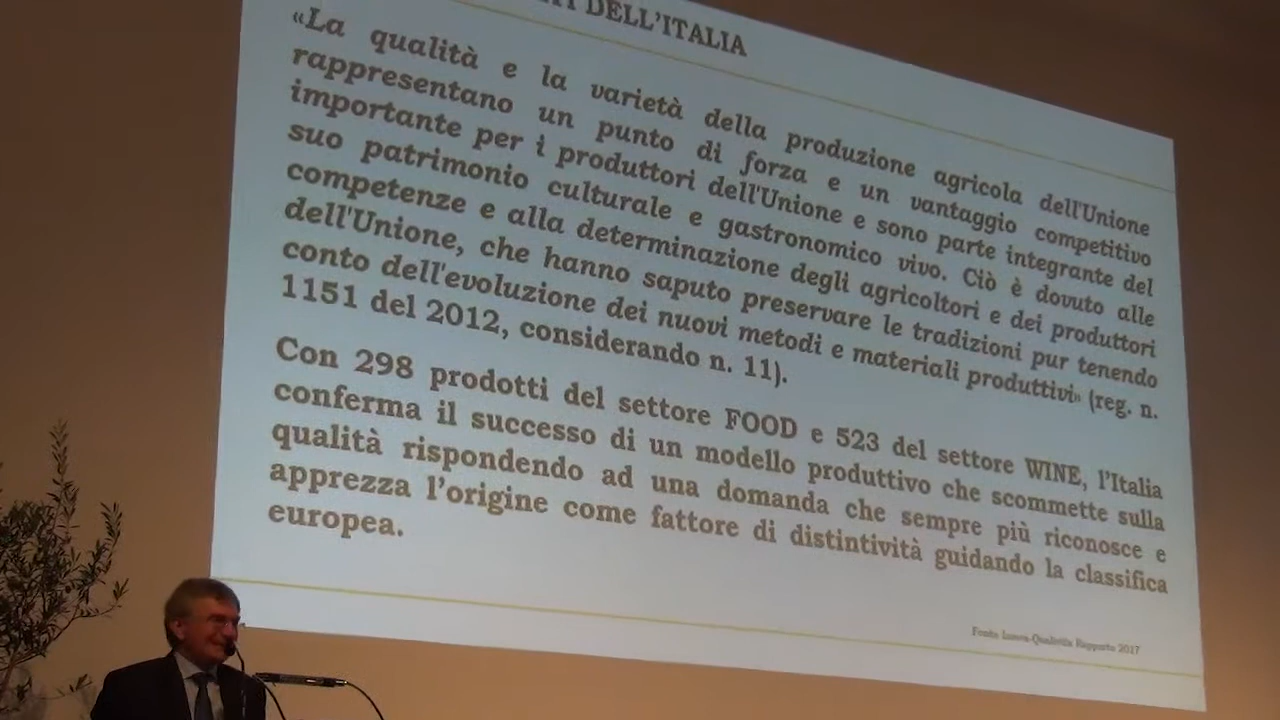 DELL'ITALIA
«La qualità e la varietà della produzione agricola dell'Unione
rappresentano un punto di forza e un vantaggio competitivo
importante per i produttori dell'Unione e sono parte integrante del
suo patrimonio culturale e gastronomico vivo. Ciò è dovuto alle
competenze e alla determinazione degli agricoltori e dei produttori
dell'Unione, che hanno saputo preservare le tradizioni pur tenendo
conto dell'evoluzione dei nuovi metodi e materiali produttivi» (reg. n.
1151 del 2012, considerando n. 11).
Con 298 prodotti del settore FOOD e 523 del settore WINE, l'Italia
conferma il successo di un modello produttivo che scommette sulla
qualità rispondendo ad una domanda che sempre più riconosce e
apprezza l'origine come fattore di distintività guidando la classifica
europea.
Fonte Ismea-Qualivita Rapporto 2017